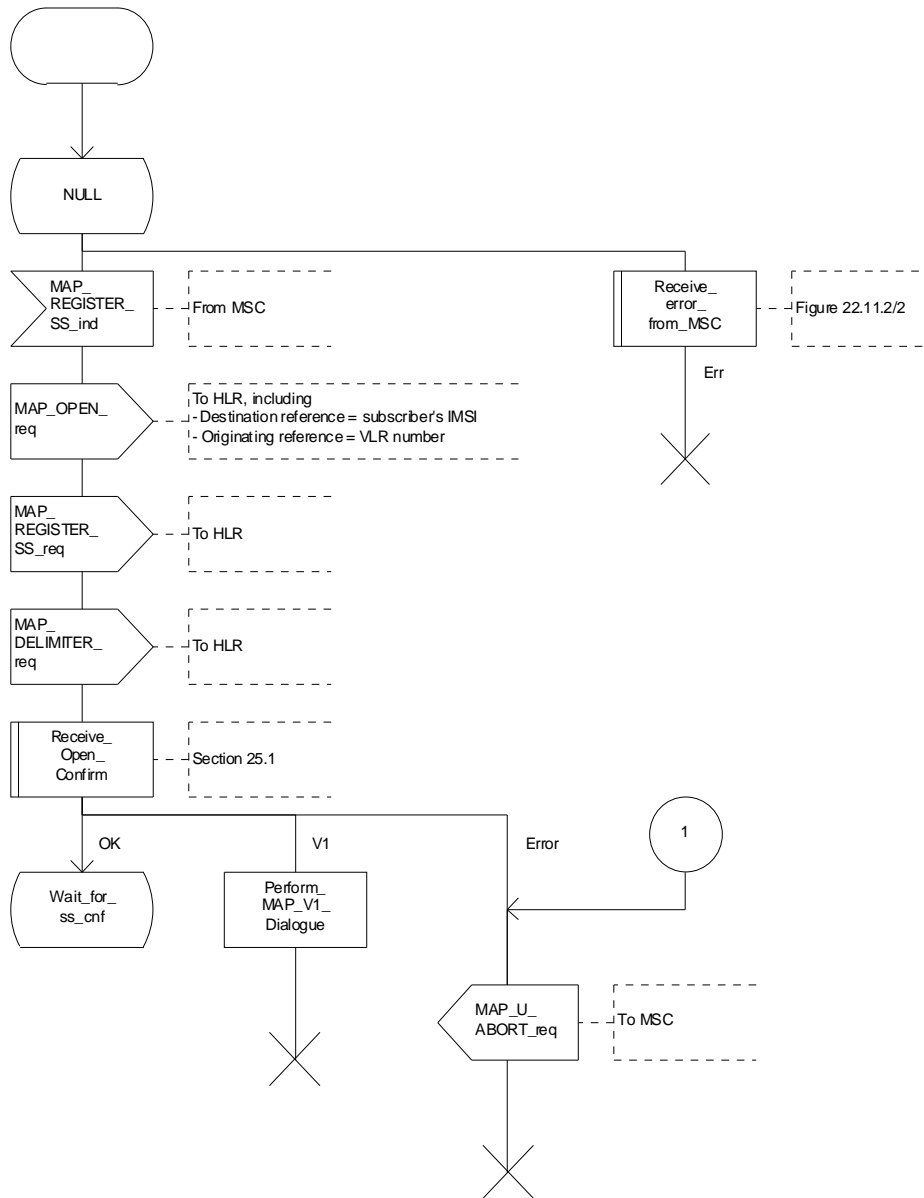 NULL
MAP_
REGISTER_
SS_ind
From MSC
Receive_
error_
from_MSC
Figure 22.11.2/2
Err
MAP_OPEN_
req
To HLR, including
- Destination reference = subscriber's IMSI
- Originating reference = VLR number
MAP_
REGISTER_
SS_req
To HLR
MAP_
DELIMITER_
req
To HLR
Receive_
Open_
Confirm
Section 25.1
OK
V1
Error
1
Wait_for_
ss_cnf
Perform_
MAP_V1_
Dialogue
MAP_U_
ABORT_req
To MSC